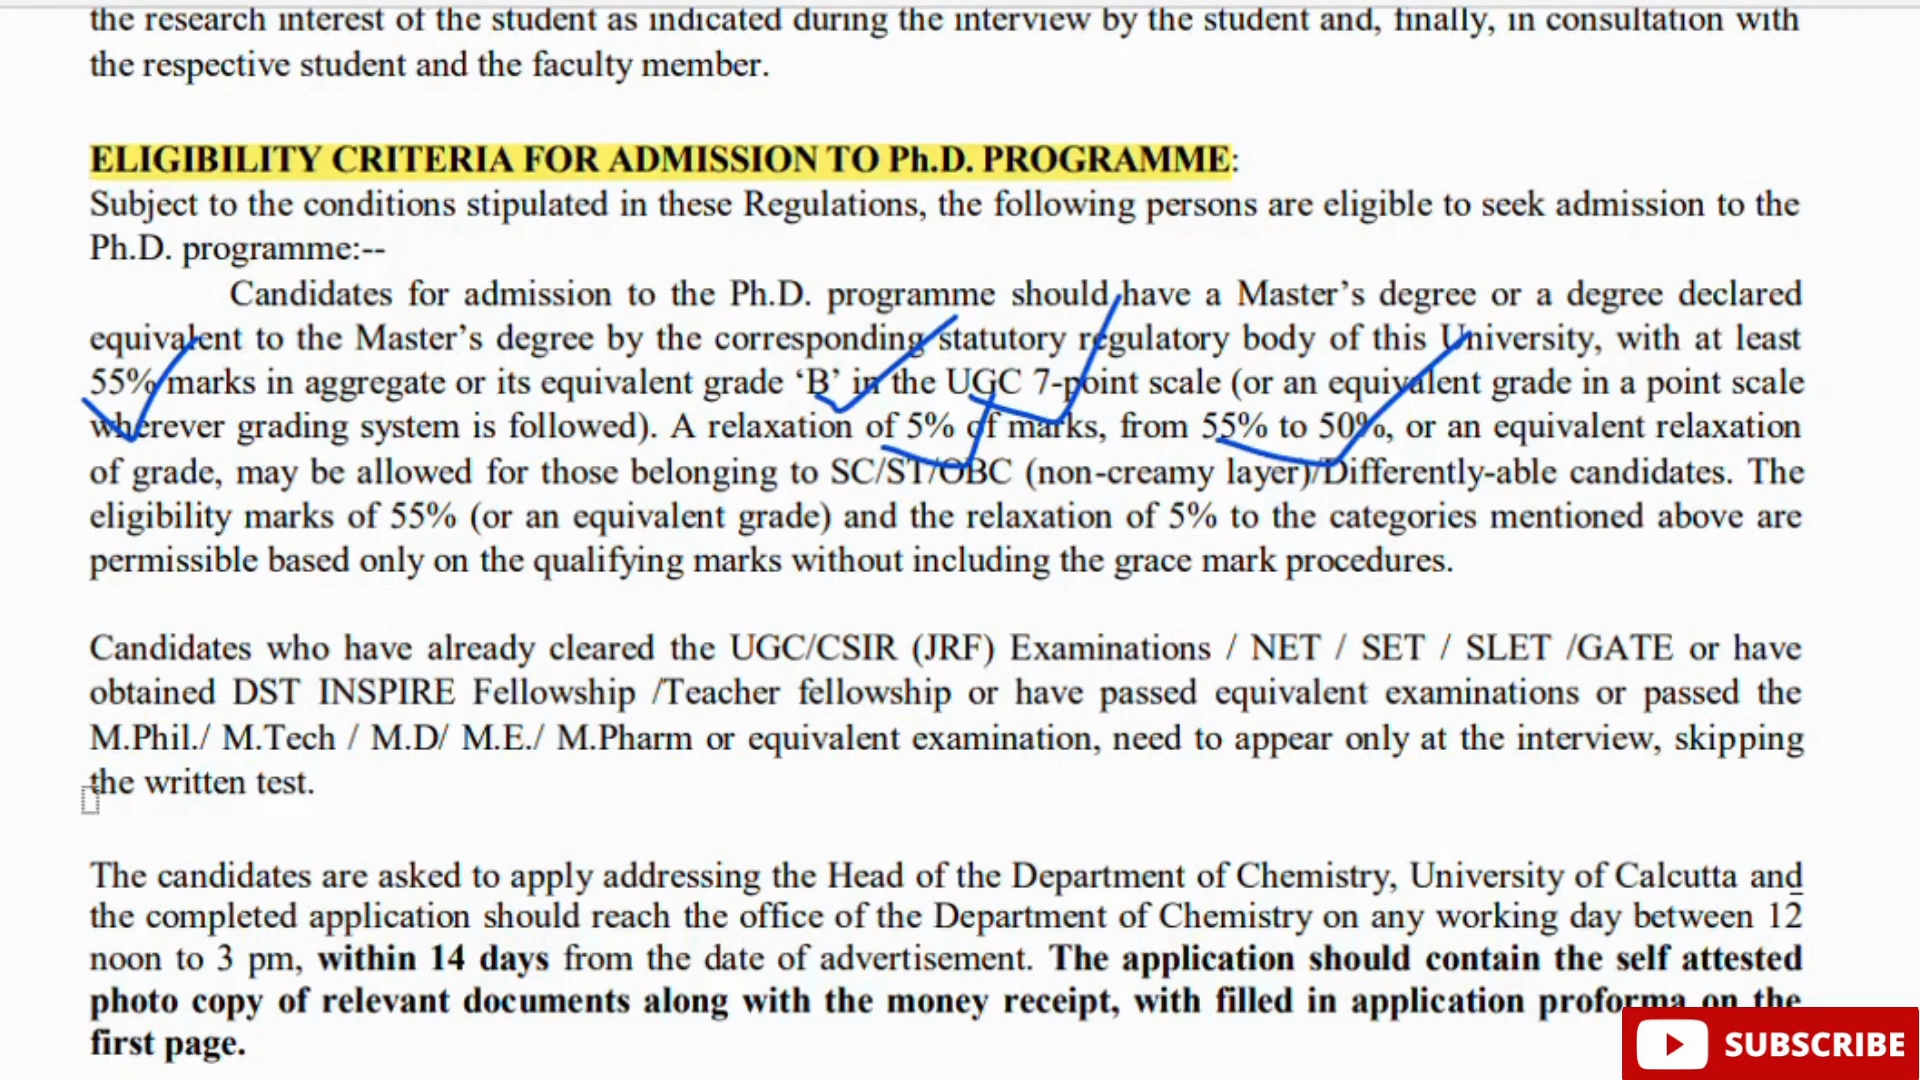 the research interest of the student as indicated during the interview by the student and, finally, in consultation with
the respective student and the faculty member.
ELIGIBILITY CRITERIA FOR ADMISSION TO Ph.D. PROGRAMME:
Subject to the conditions stipulated in these Regulations, the following persons are eligible to seek admission to the
Ph.D. programme:--
Candidates for admission to the Ph.D. programme should have a Master’s degree or a degree declared
equivalent to the Master’s degree by the corresponding statutory regulatory body of this University, with at least
55% marks in aggregate or its equivalent grade ‘B’ in the UGC 7-point scale (or an equivalent grade in a point scale
wherever grading system is followed). A relaxation of 5% of marks, from 55% to 50%, or an equivalent relaxation
of grade, may be allowed for those belonging to SC/ST/OBC (non-creamy layer)/Differently-able candidates. The
eligibility marks of 55% (or an equivalent grade) and the relaxation of 5% to the categories mentioned above are
permissible based only on the qualifying marks without including the grace mark procedures.
Candidates who have already cleared the UGC/CSIR (JRF) Examinations / NET / SET / SLET /GATE or have
obtained DST INSPIRE Fellowship /Teacher fellowship or have passed equivalent examinations or passed the
M.Phil./ M.Tech / M.D/ M.E./ M.Pharm or equivalent examination, need to appear only at the interview, skipping
the written test.
The candidates are asked to apply addressing the Head of the Department of Chemistry, University of Calcutta and
the completed application should reach the office of the Department of Chemistry on any working day between 12
noon to 3 pm, within 14 days from the date of advertisement. The application should contain the self attested
photo copy of relevant documents along with the money receipt, with filled in application proforma on the
first page.
SUBSCRIBE